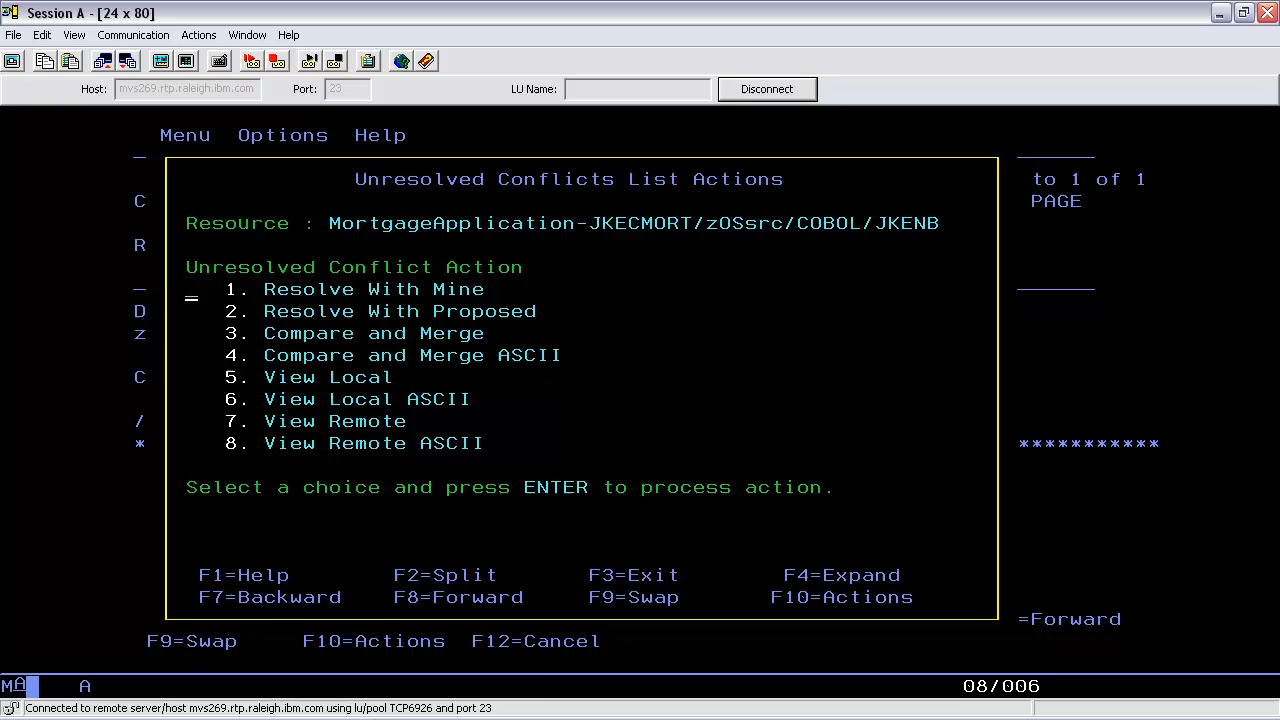 Session A - [24 x 80]
File Edit View Communication Actions Window Help
Host: mvs269.rtp.raleigh.ibm.com Port: 23 LU Name: Disconnect
Menu Options Help
Unresolved Conflicts List Actions to 1 of 1
C PAGE
Resource : MortgageApplication-JKECMORT/zOSsrc/COBOL/JKENB
R
Unresolved Conflict Action
_ 1. Resolve With Mine
D 2. Resolve With Proposed
z 3. Compare and Merge
4. Compare and Merge ASCII
C 5. View Local
6. View Local ASCII
/ 7. View Remote
* 8. View Remote ASCII ***********
Select a choice and press ENTER to process action.
F1=Help F2=Split F3=Exit F4=Expand
F7=Backward F8=Forward F9=Swap F10=Actions
=Forward
F9=Swap F10=Actions F12=Cancel
MA A 08/006
Connected to remote server/host mvs269.rtp.raleigh.ibm.com using lu/pool TCP6926 and port 23